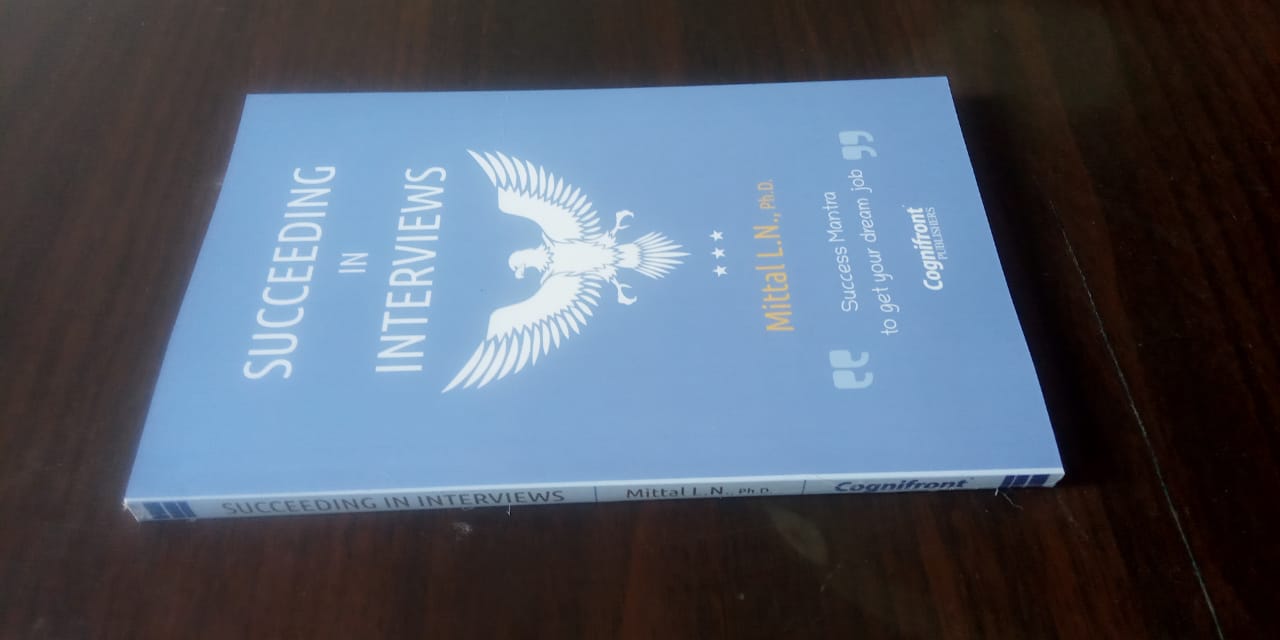 SUCCEEDING
IN
INTERVIEWS
Mittal L.N., Ph.D.
“ Success Mantra
to get your dream job ”
Cognifront
PUBLISHERS
SUCCEEDING IN INTERVIEWS Mittal L.N., Ph.D. Cognifront